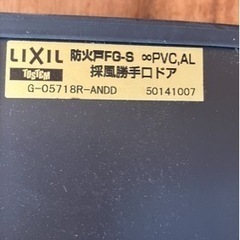 LIXIL 防火戸FG-S ∞PVC,AL
TOSTEM 採風勝手口ドア
G-05718R-ANDD 50141007